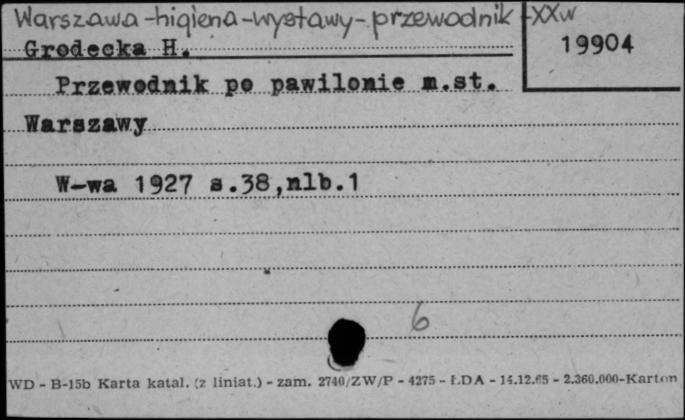 Warszawa-higiena-wystawy-przewodnik-XXw
Grodecka H.
19904
Przewodnik po pawilonie m.st.
Warszawy
W-wa 1927 s.38,nlb.1
6
WD - B-15b Karta katal. (z liniat.) - zam. 2740/ZW/P - 4275 - ŁDA - 14.12.65 - 2.360.000-Karton